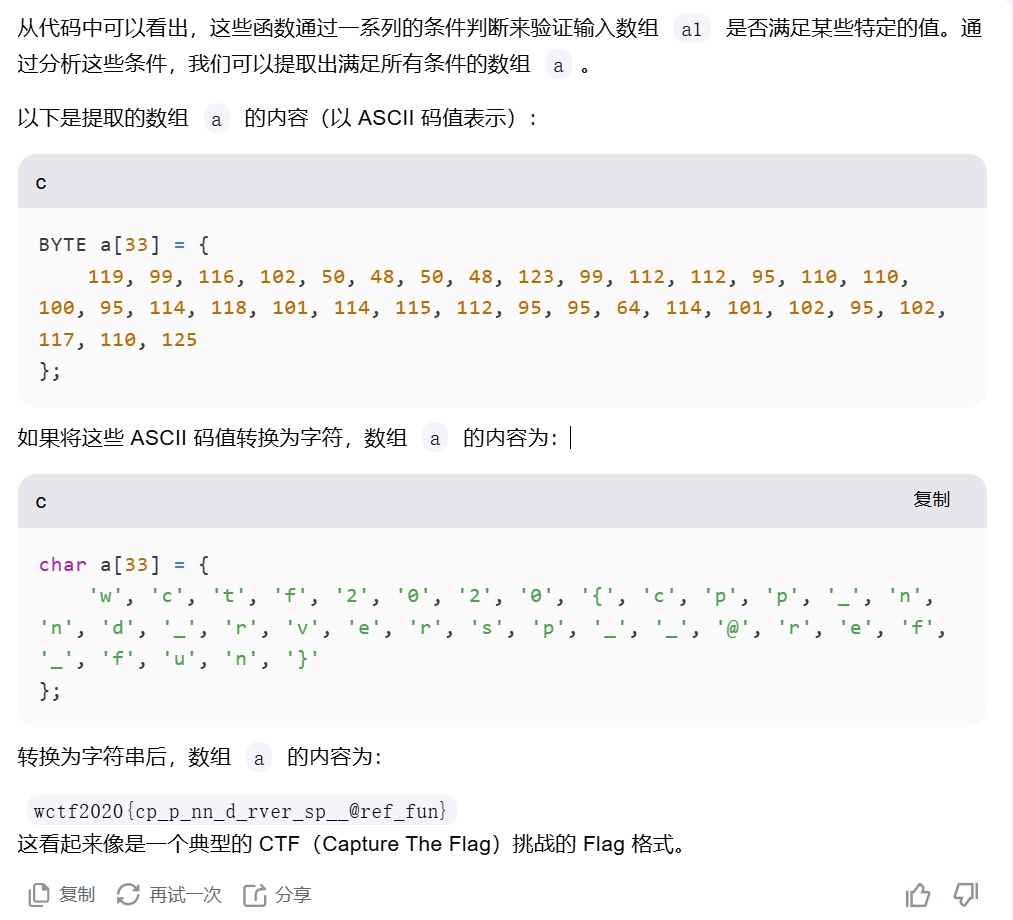 从代码中可以看出，这些函数通过一系列的条件判断来验证输入数组 a1 是否满足某些特定的值。通
过分析这些条件，我们可以提取出满足所有条件的数组 a 。
以下是提取的数组 a 的内容（以 ASCII 码值表示）：
c
BYTE a[33] = {
    119, 99, 116, 102, 50, 48, 50, 48, 123, 99, 112, 112, 95, 110, 110,
100, 95, 114, 118, 101, 114, 115, 112, 95, 95, 64, 114, 101, 102, 95, 102,
117, 110, 125
};
如果将这些 ASCII 码值转换为字符，数组 a 的内容为：
c 复制
char a[33] = {
    'w', 'c', 't', 'f', '2', '0', '2', '0', '{', 'c', 'p', 'p', '_', 'n',
'n', 'd', '_', 'r', 'v', 'e', 'r', 's', 'p', '_', '_', '@', 'r', 'e', 'f',
'_', 'f', 'u', 'n', '}'
};
转换为字符串后，数组 a 的内容为：
wctf2020{cp_p_nn_d_rver_sp__@ref_fun}
这看起来像是一个典型的 CTF（Capture The Flag）挑战的 Flag 格式。
复制 再试一次 分享